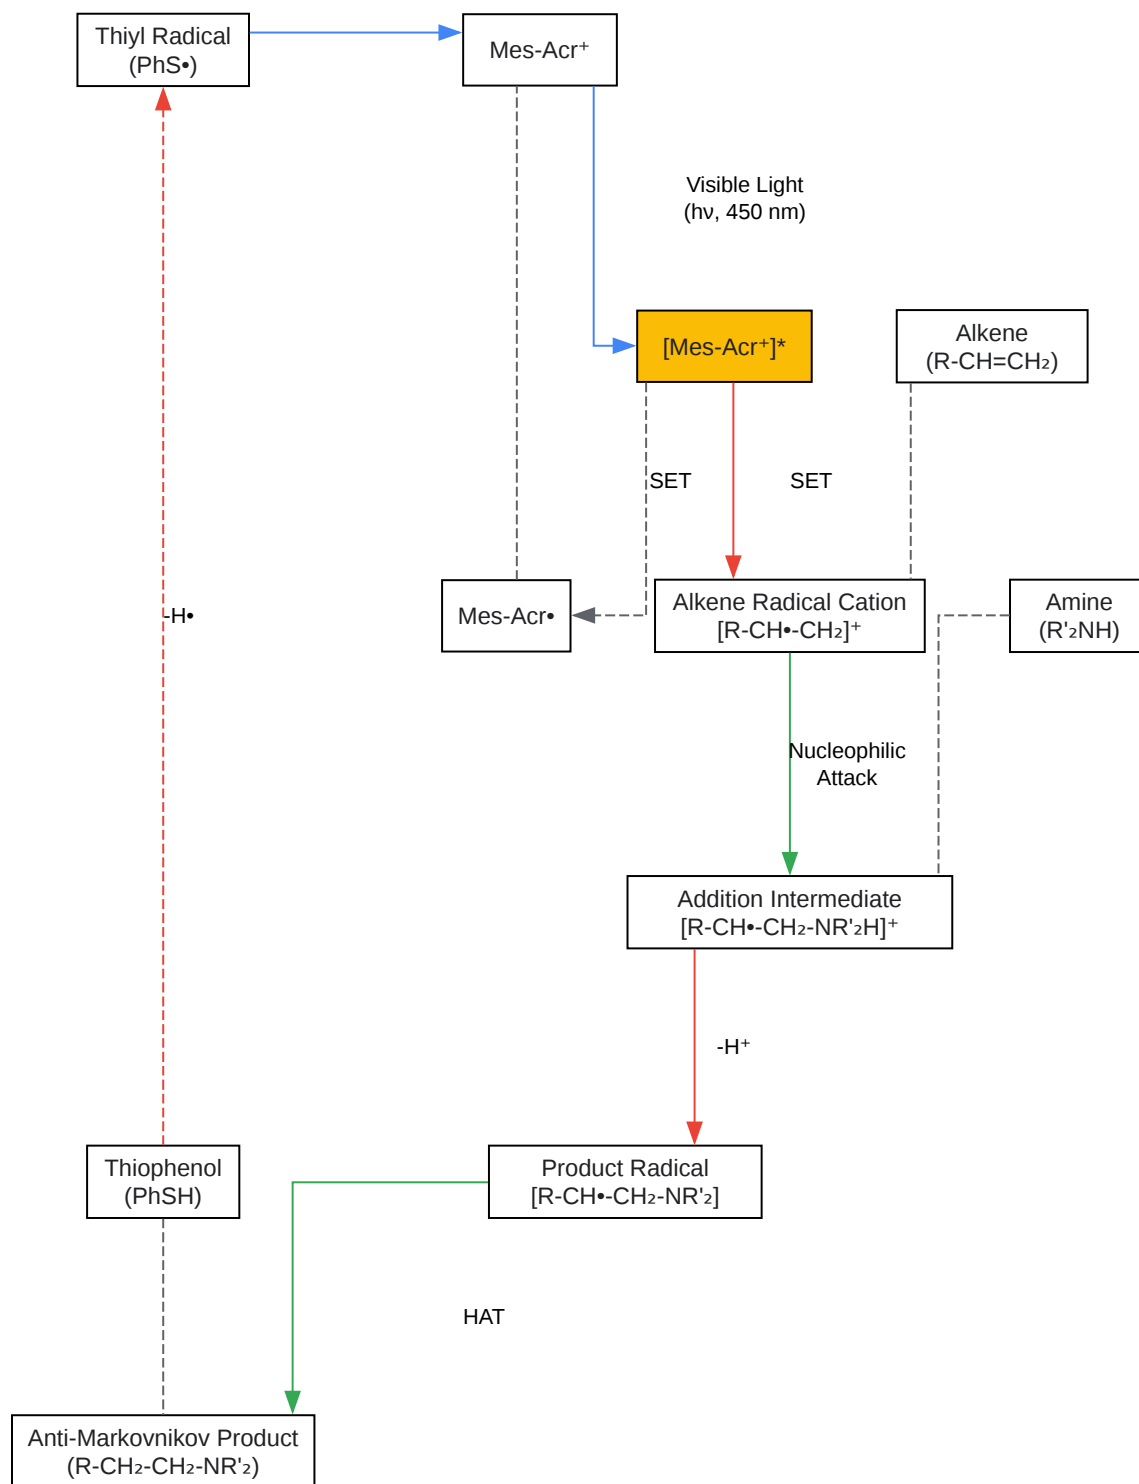 Thiyl Radical
(PhS•)
Mes-Acr⁺
Visible Light
(hν, 450 nm)
[Mes-Acr⁺]*
Alkene
(R-CH=CH₂)
SET
SET
Mes-Acr•
Alkene Radical Cation
[R-CH•-CH₂]⁺
Amine
(R'₂NH)
-H•
Nucleophilic
Attack
Addition Intermediate
[R-CH•-CH₂-NR'₂H]⁺
-H⁺
Thiophenol
(PhSH)
Product Radical
[R-CH•-CH₂-NR'₂]
HAT
Anti-Markovnikov Product
(R-CH₂-CH₂-NR'₂)